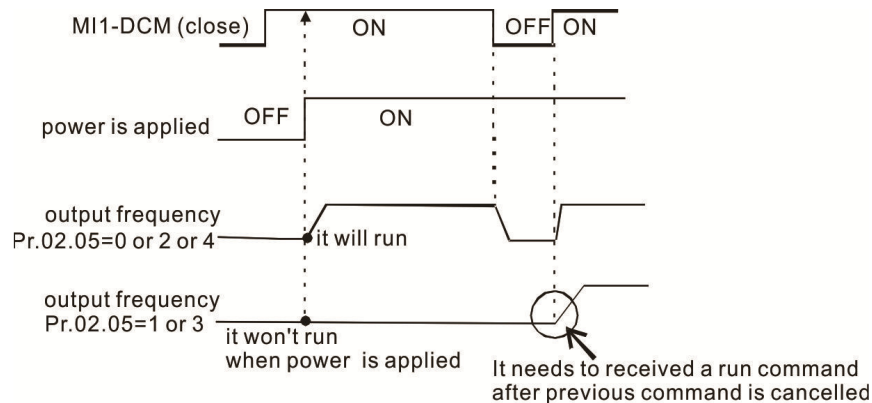 MI1-DCM (close)
ON
OFF
ON
power is applied
OFF
ON
output frequency
Pr.02.05=0 or 2 or 4
it will run
output frequency
Pr.02.05=1 or 3
it won't run
when power is applied
It needs to received a run command
after previous command is cancelled